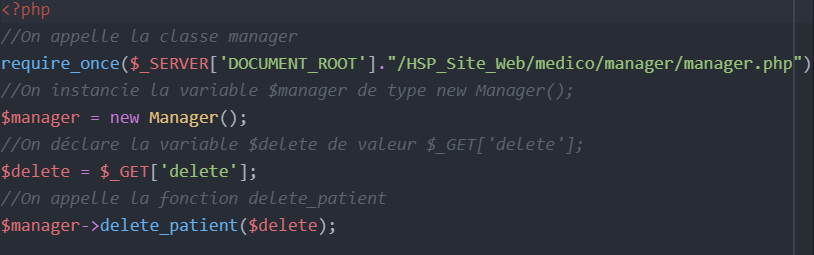 <?php
//On appelle la classe manager
require_once($_SERVER['DOCUMENT_ROOT']."/HSP_Site_Web/medico/manager/manager.php")
//On instancie la variable $manager de type new Manager();
$manager = new Manager();
//On déclare la variable $delete de valeur $_GET['delete'];
$delete = $_GET['delete'];
//On appelle la fonction delete_patient
$manager->delete_patient($delete);